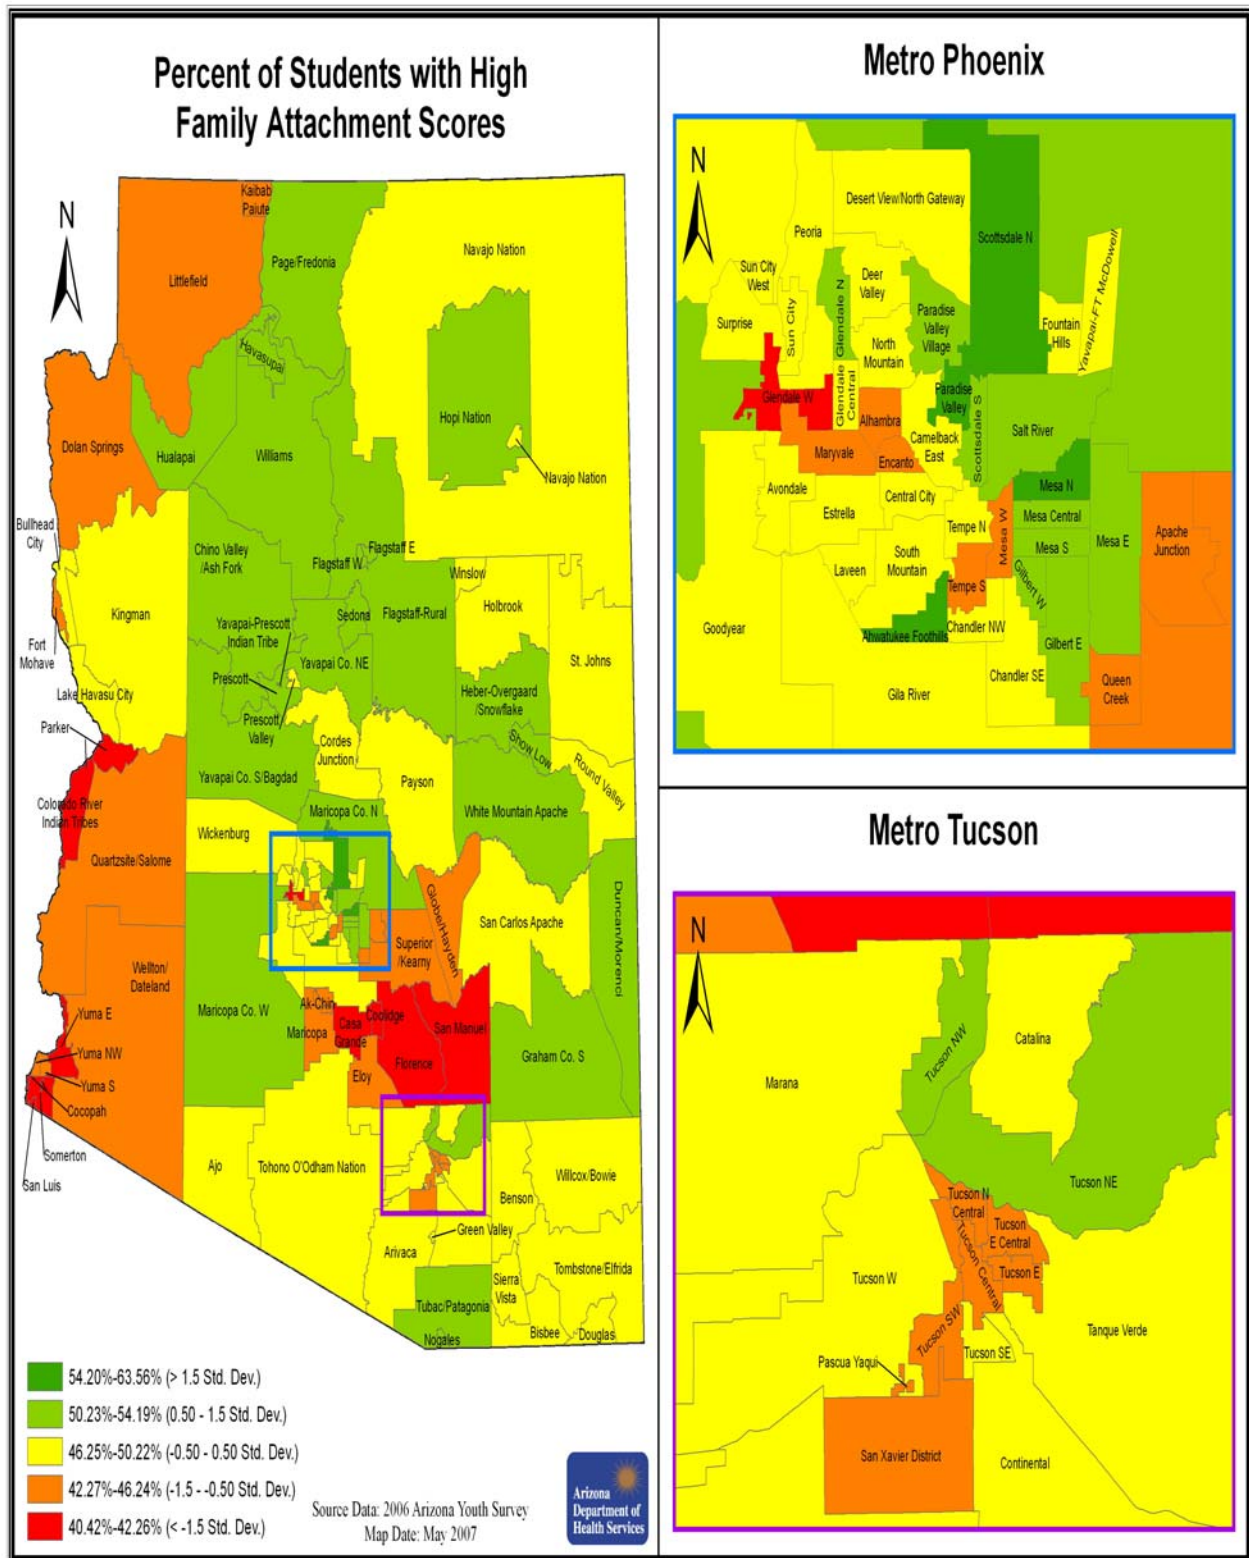 Percent of Students with High
Family Attachment Scores
N
Kaibab
Paiute
Littlefield
Page/Fredonia
Navajo Nation
Havasupai
Hopi Nation
Dolan Springs
Hualapai
Williams
Navajo Nation
Bullhead
City
Chino Valley
/Ash Fork
Flagstaff W
Flagstaff E
Winslow
Kingman
Holbrook
Yavapai-Prescott
Indian Tribe
Sedona
Flagstaff-Rural
Fort
Mohave
St. Johns
Yavapai Co. NE
Prescott
Lake Havasu City
Heber-Overgaard
/Snowflake
Parker
Prescott
Valley
Cordes
Junction
Show Low
Yavapai Co. S/Bagdad
Payson
Round Valley
Colorado River
Indian Tribes
Maricopa Co. N
White Mountain Apache
Wickenburg
Quartzsite/Salome
Globe/Hayden
San Carlos Apache
Duncan/Morenci
Superior
/Kearny
Wellton/
Dateland
Maricopa Co. W
Ak-Chin
Maricopa
Casa
Grande
Coolidge
San Manuel
Yuma E
Yuma NW
Florence
Graham Co. S
Eloy
Yuma S
Cocopah
Somerton
San Luis
Ajo
Tohono O'Odham Nation
Willcox/Bowie
Benson
Green Valley
Arivaca
Tombstone/Elfrida
Sierra
Vista
Tubac/Patagonia
Nogales
Bisbee
Douglas
54.20%-63.56% (> 1.5 Std. Dev.)
50.23%-54.19% (0.50 - 1.5 Std. Dev.)
46.25%-50.22% (-0.50 - 0.50 Std. Dev.)
42.27%-46.24% (-1.5 - -0.50 Std. Dev.)
40.42%-42.26% (< -1.5 Std. Dev.)
Source Data: 2006 Arizona Youth Survey
Map Date: May 2007
Arizona
Department of
Health Services
Metro Phoenix
N
Desert View/North Gateway
Peoria
Scottsdale N
Sun City
West
Deer
Valley
Yavapai-FT McDowell
Surprise
Sun City
Glendale N
Paradise
Valley
Village
Fountain
Hills
North
Mountain
Glendale W
Glendale
Central
Paradise
Valley
Alhambra
Scottsdale S
Salt River
Camelback
East
Maryvale
Encanto
Avondale
Central City
Mesa N
Estrella
Tempe N
Mesa W
Mesa Central
Apache
Junction
Mesa S
Mesa E
Laveen
South
Mountain
Tempe S
Gilbert W
Goodyear
Ahwatukee Foothills
Chandler NW
Gilbert E
Chandler SE
Gila River
Queen
Creek
Metro Tucson
N
Tucson NW
Catalina
Marana
Tucson NE
Tucson N
Central
Tucson
E Central
Tucson Central
Tucson E
Tucson W
Tucson SW
Tanque Verde
Tucson SE
Pascua Yaqui
San Xavier District
Continental